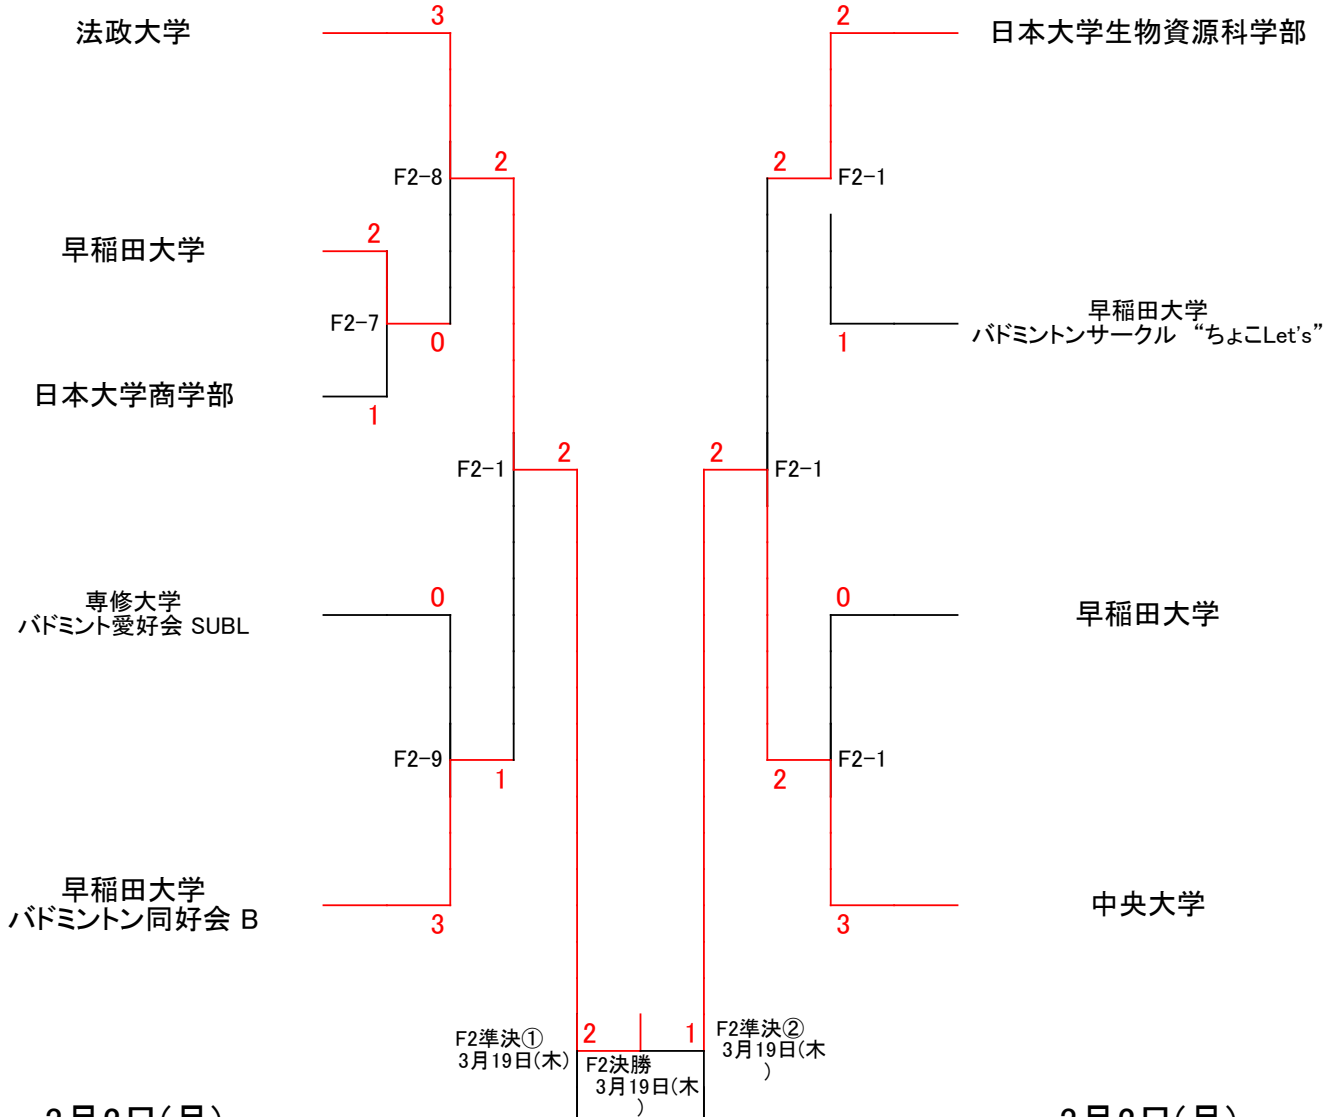 3
2
法政大学
日本大学生物資源科学部
2
2
F2-8
F2-1
2
早稲田大学
早稲田大学
バドミントンサークル “ちょこLet's”
F2-7
0
1
日本大学商学部
1
2
2
F2-1
F2-1
専修大学
バドミント愛好会 SUBL
0
0
早稲田大学
F2-9
F2-1
1
2
早稲田大学
バドミントン同好会 B
中央大学
3
3
F2準決①
3月19日(木)
2
1
F2準決②
3月19日(木
)
F2決勝
3月19日(木
)